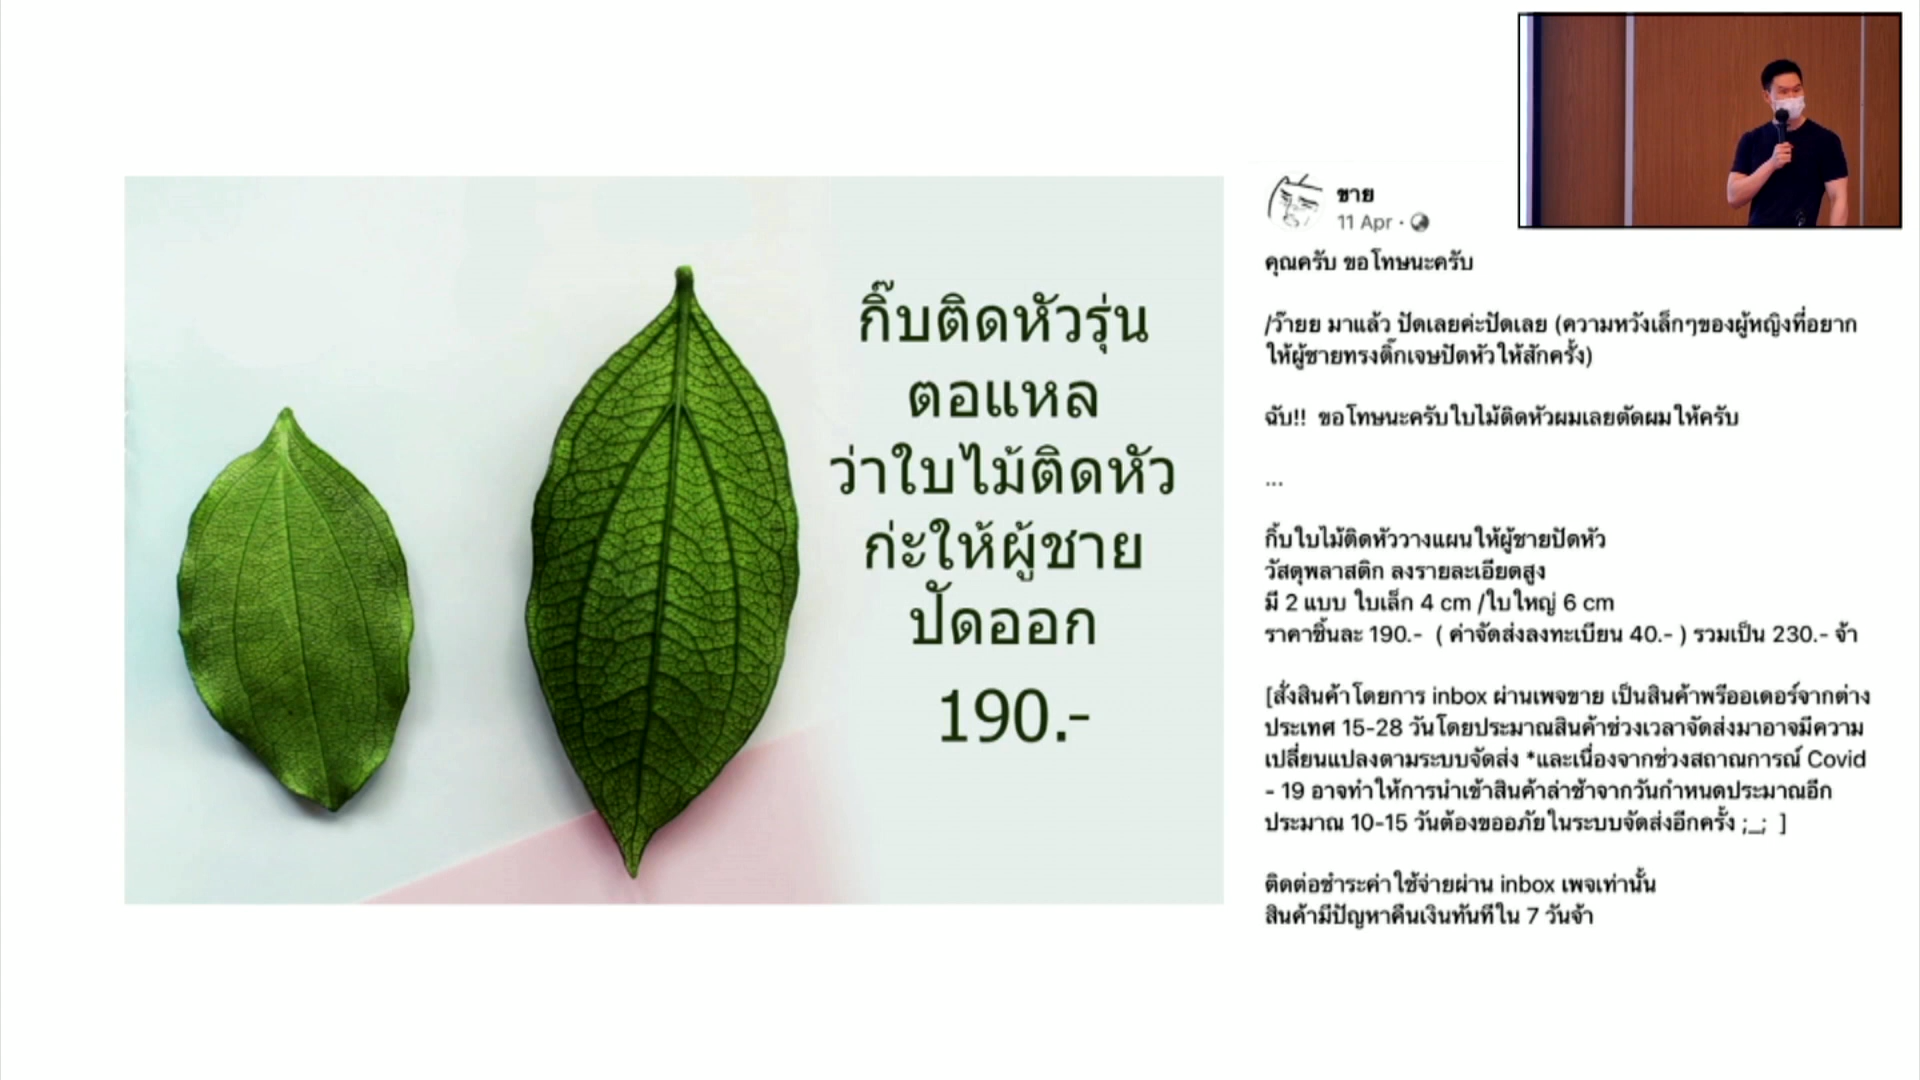 กิ๊บติดหัวรุ่น
ตอแหล
ว่าใบไม้ติดหัว
ก่ะให้ผู้ชาย
ปัดออก
190.-
ขาย
11 Apr ·
คุณครับ ขอโทษนะครับ
/ว๊ายย มาแล้ว ปัดเลยค่ะปัดเลย (ความหวังเล็กๆของผู้หญิงที่อยาก
ให้ผู้ชายทรงติ๊กเจษปัดหัวให้สักครั้ง)
ฉับ!! ขอโทษนะครับใบไม้ติดหัวผมเลยตัดผมให้ครับ
...
กิ้บใบไม้ติดหัววางแผนให้ผู้ชายปัดหัว
วัสดุพลาสติก ลงรายละเอียดสูง
มี 2 แบบ ใบเล็ก 4 cm /ใบใหญ่ 6 cm
ราคาชิ้นละ 190.- ( ค่าจัดส่งลงทะเบียน 40.- ) รวมเป็น 230.- จ้า
[สั่งสินค้าโดยการ inbox ผ่านเพจขาย เป็นสินค้าพรีออเดอร์จากต่าง
ประเทศ 15-28 วันโดยประมาณสินค้าช่วงเวลาจัดส่งมาอาจมีความ
เปลี่ยนแปลงตามระบบจัดส่ง *และเนื่องจากช่วงสถาณการณ์ Covid
- 19 อาจทำให้การนำเข้าสินค้าล่าช้าจากวันกำหนดประมาณอีก
ประมาณ 10-15 วันต้องขออภัยในระบบจัดส่งอีกครั้ง ;_; ]
ติดต่อชำระค่าใช้จ่ายผ่าน inbox เพจเท่านั้น
สินค้ามีปัญหาคืนเงินทันทีใน 7 วันจ้า